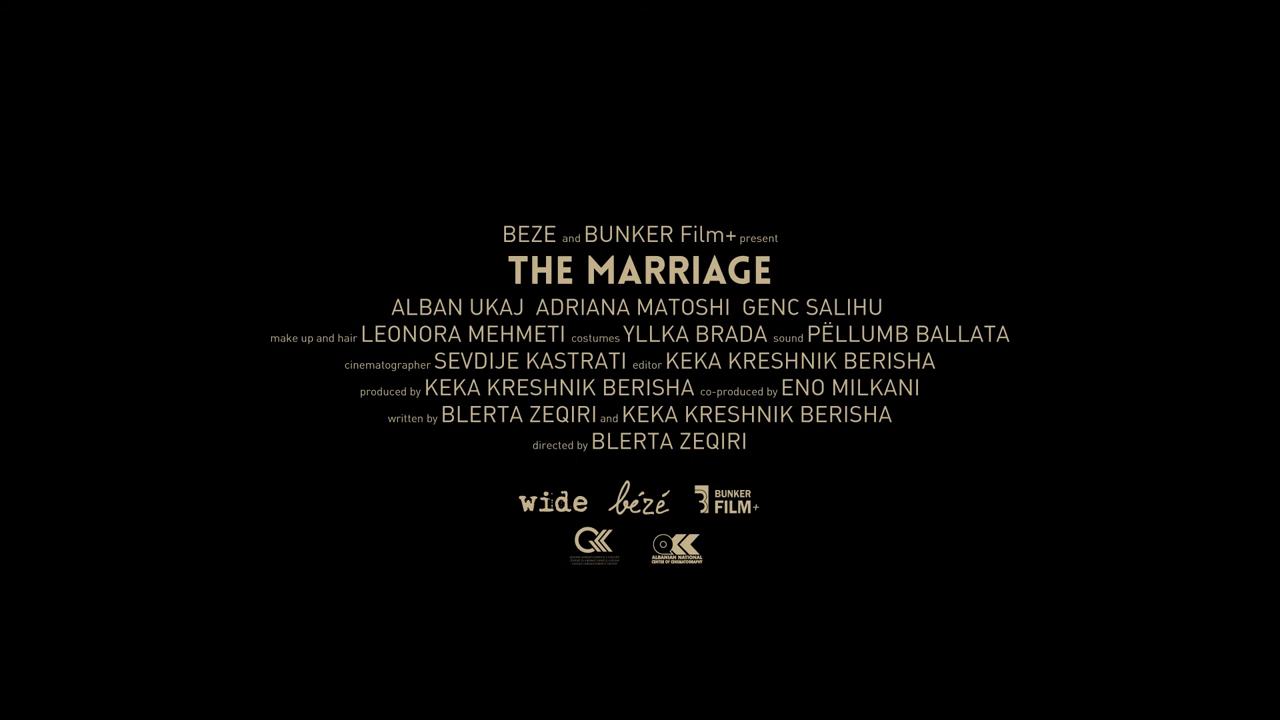 BEZE and BUNKER Film+ present
THE MARRIAGE
ALBAN UKAJ ADRIANA MATOSHI GENC SALIHU
make up and hair LEONORA MEHMETI costumes YLLKA BRADA sound PËLLUMB BALLATA
cinematographer SEVDIJE KASTRATI editor KEKA KRESHNIK BERISHA
produced by KEKA KRESHNIK BERISHA co-produced by ENO MILKANI
written by BLERTA ZEQIRI and KEKA KRESHNIK BERISHA
directed by BLERTA ZEQIRI
wide bézé BUNKER
FILM+
ALBANIAN NATIONAL
CENTER OF CINEMATOGRAPHY